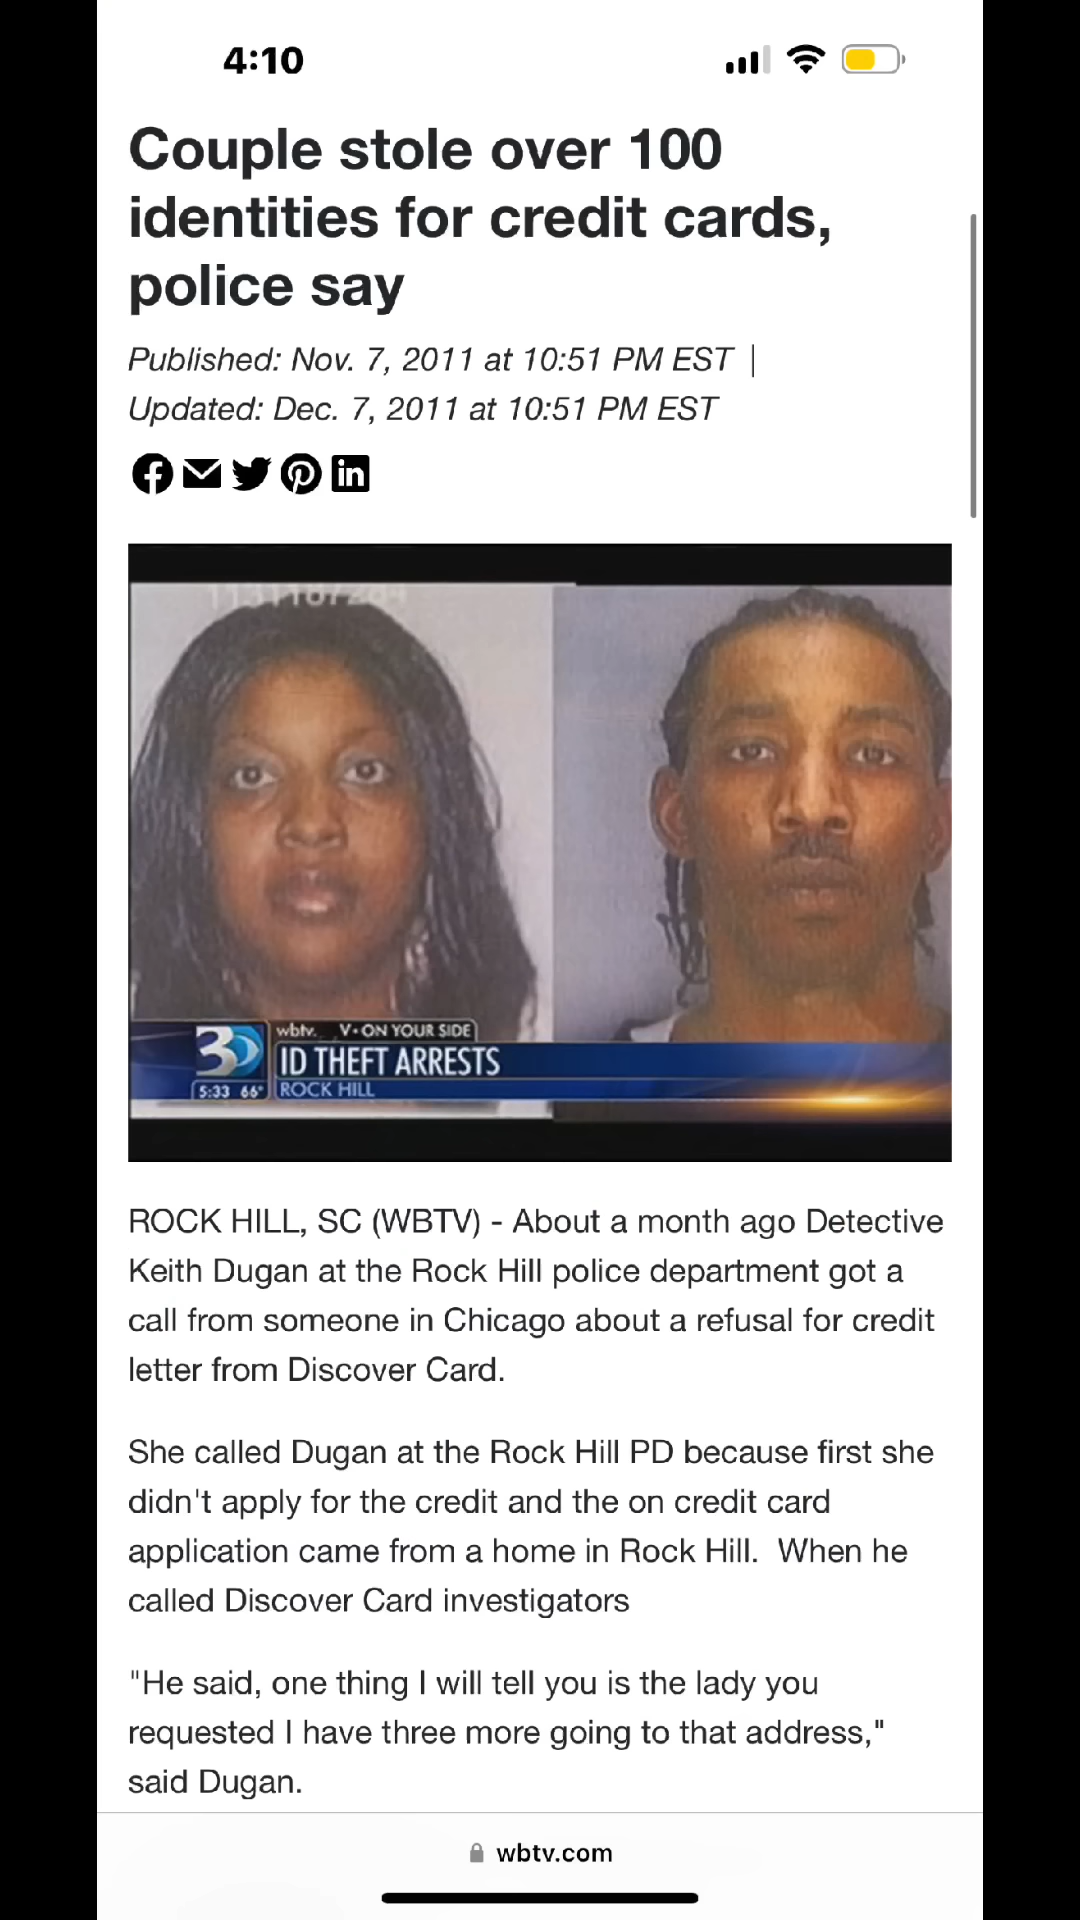 4:10
Couple stole over 100
identities for credit cards,
police say
Published: Nov. 7, 2011 at 10:51 PM EST |
Updated: Dec. 7, 2011 at 10:51 PM EST
wbtv. V•ON YOUR SIDE
3
ID THEFT ARRESTS
5:33 66°
ROCK HILL
ROCK HILL, SC (WBTV) - About a month ago Detective
Keith Dugan at the Rock Hill police department got a
call from someone in Chicago about a refusal for credit
letter from Discover Card.
She called Dugan at the Rock Hill PD because first she
didn't apply for the credit and the on credit card
application came from a home in Rock Hill.  When he
called Discover Card investigators
"He said, one thing I will tell you is the lady you
requested I have three more going to that address,"
said Dugan.
wbtv.com